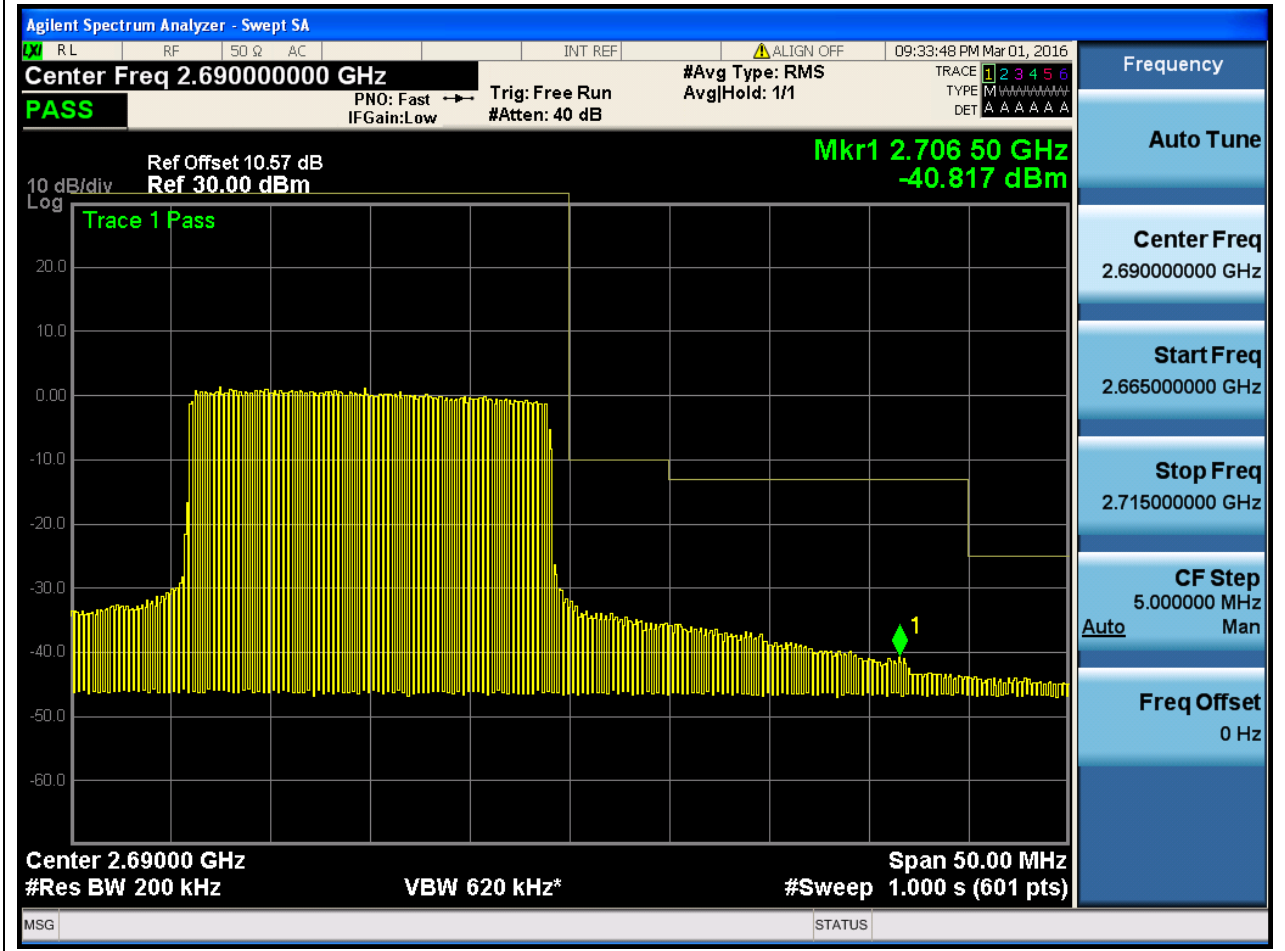 Agilent Spectrum Analyzer - Swept SA
LXI RL RF 50 Ω AC INT REF ALIGN OFF 09:33:48 PM Mar 01, 2016
Center Freq 2.690000000 GHz
PASS
PNO: Fast
IFGain:Low
Trig: Free Run
#Atten: 40 dB
#Avg Type: RMS
Avg|Hold: 1/1
TRACE 1 2 3 4 5 6
TYPE M WWWWW
DET A A A A A A
Mkr1 2.706 50 GHz
-40.817 dBm
Ref Offset 10.57 dB
10 dB/div Ref 30.00 dBm
Log
Trace 1 Pass
20.0
10.0
0.00
-10.0
-20.0
-30.0
-40.0
-50.0
-60.0
1
Center 2.69000 GHz Span 50.00 MHz
#Res BW 200 kHz VBW 620 kHz* #Sweep 1.000 s (601 pts)
MSG STATUS
Frequency
Auto Tune
Center Freq
2.690000000 GHz
Start Freq
2.665000000 GHz
Stop Freq
2.715000000 GHz
CF Step
5.000000 MHz
Auto Man
Freq Offset
0 Hz